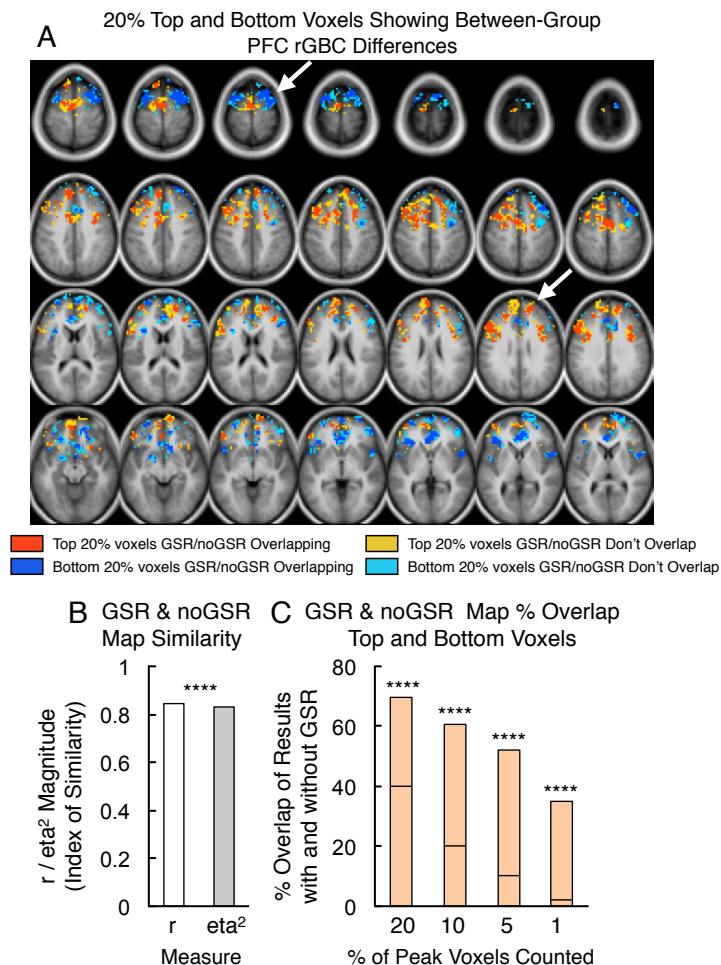 A
20% Top and Bottom Voxels Showing Between-Group
PFC rGBC Differences
Top 20% voxels GSR/noGSR Overlapping
Top 20% voxels GSR/noGSR Don't Overlap
Bottom 20% voxels GSR/noGSR Overlapping
Bottom 20% voxels GSR/noGSR Don't Overlap
B GSR & noGSR
Map Similarity
r / eta² Magnitude
(Index of Similarity)
1
0.8
0.6
0.4
0.2
0
****
r eta²
Measure
C GSR & noGSR Map % Overlap
Top and Bottom Voxels
% Overlap of Results
with and without GSR
80
60
40
20
0
****
****
****
****
20 10 5 1
% of Peak Voxels Counted